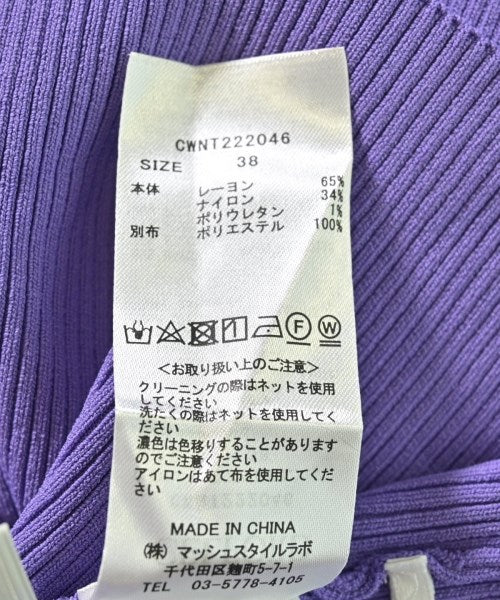 CWNT222046
SIZE 38
本体 レーヨン 65%
ナイロン 34%
ポリウレタン 1%
別布 ポリエステル 100%
F W
<お取り扱い上のご注意>
クリーニングの際はネットを使用
してください
洗たくの際はネットを使用してくだ
さい
濃色は色移りすることがあります
のでご注意ください
アイロンはあて布を使用してくださ
い
MADE IN CHINA
(株) マッシュスタイルラボ
千代田区麹町5-7-1
TEL 03-5778-4105